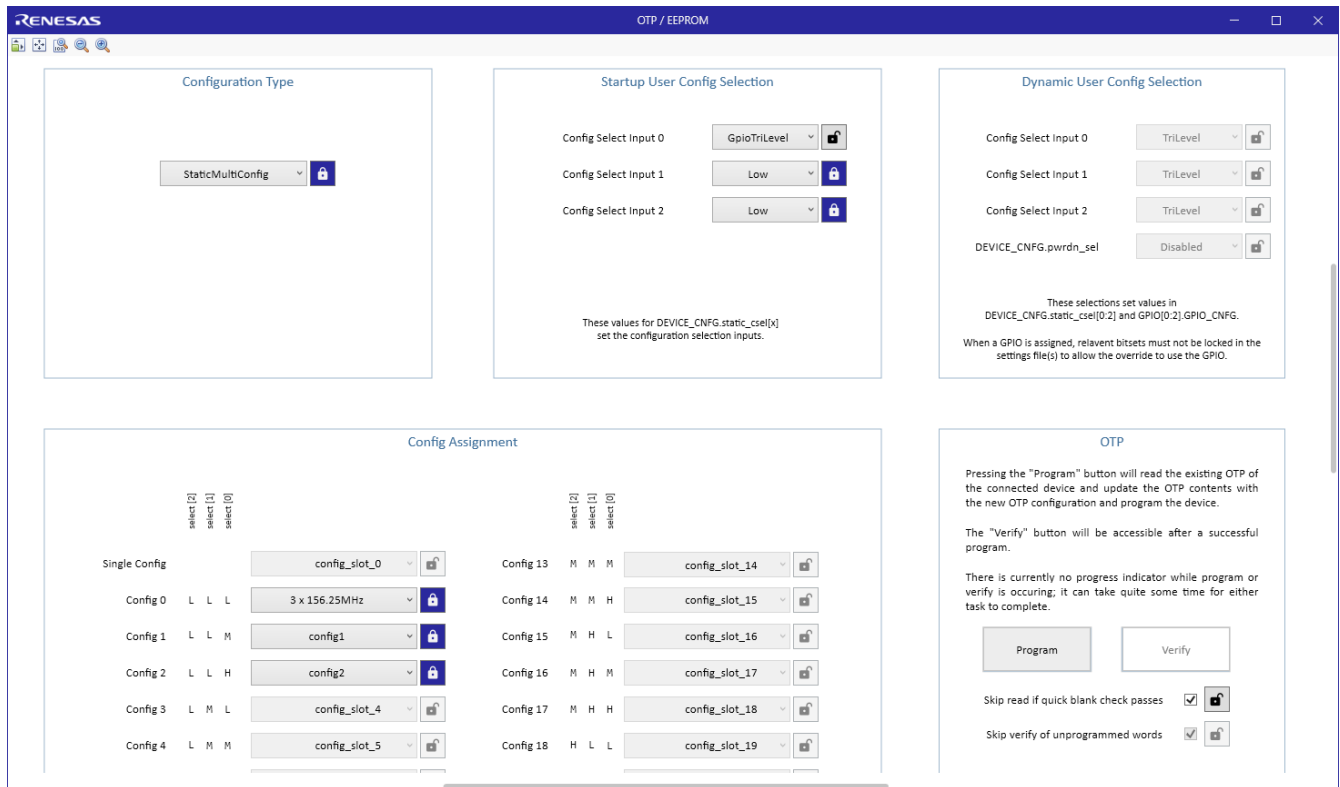 RENESAS
OTP / EEPROM
Configuration Type
StaticMultiConfig
Startup User Config Selection
Config Select Input 0 GpioTriLevel
Config Select Input 1 Low
Config Select Input 2 Low
These values for DEVICE_CNFG.static_csel[x]
set the configuration selection inputs.
Dynamic User Config Selection
Config Select Input 0 TriLevel
Config Select Input 1 TriLevel
Config Select Input 2 TriLevel
DEVICE_CNFG.pwrdn_sel Disabled
These selections set values in
DEVICE_CNFG.static_csel[0:2] and GPIO[0:2].GPIO_CNFG.
When a GPIO is assigned, relavent bitsets must not be locked in the
settings file(s) to allow the override to use the GPIO.
Config Assignment
select [2] select [1] select [0]
Single Config config_slot_0
Config 0 L L L 3 x 156.25MHz
Config 1 L L M config1
Config 2 L L H config2
Config 3 L M L config_slot_4
Config 4 L M M config_slot_5
select [2] select [1] select [0]
Config 13 M M M config_slot_14
Config 14 M M H config_slot_15
Config 15 M H L config_slot_16
Config 16 M H M config_slot_17
Config 17 M H H config_slot_18
Config 18 H L L config_slot_19
OTP
Pressing the "Program" button will read the existing OTP of
the connected device and update the OTP contents with
the new OTP configuration and program the device.
The "Verify" button will be accessible after a successful
program.
There is currently no progress indicator while program or
verify is occuring; it can take quite some time for either
task to complete.
Program Verify
Skip read if quick blank check passes
Skip verify of unprogrammed words